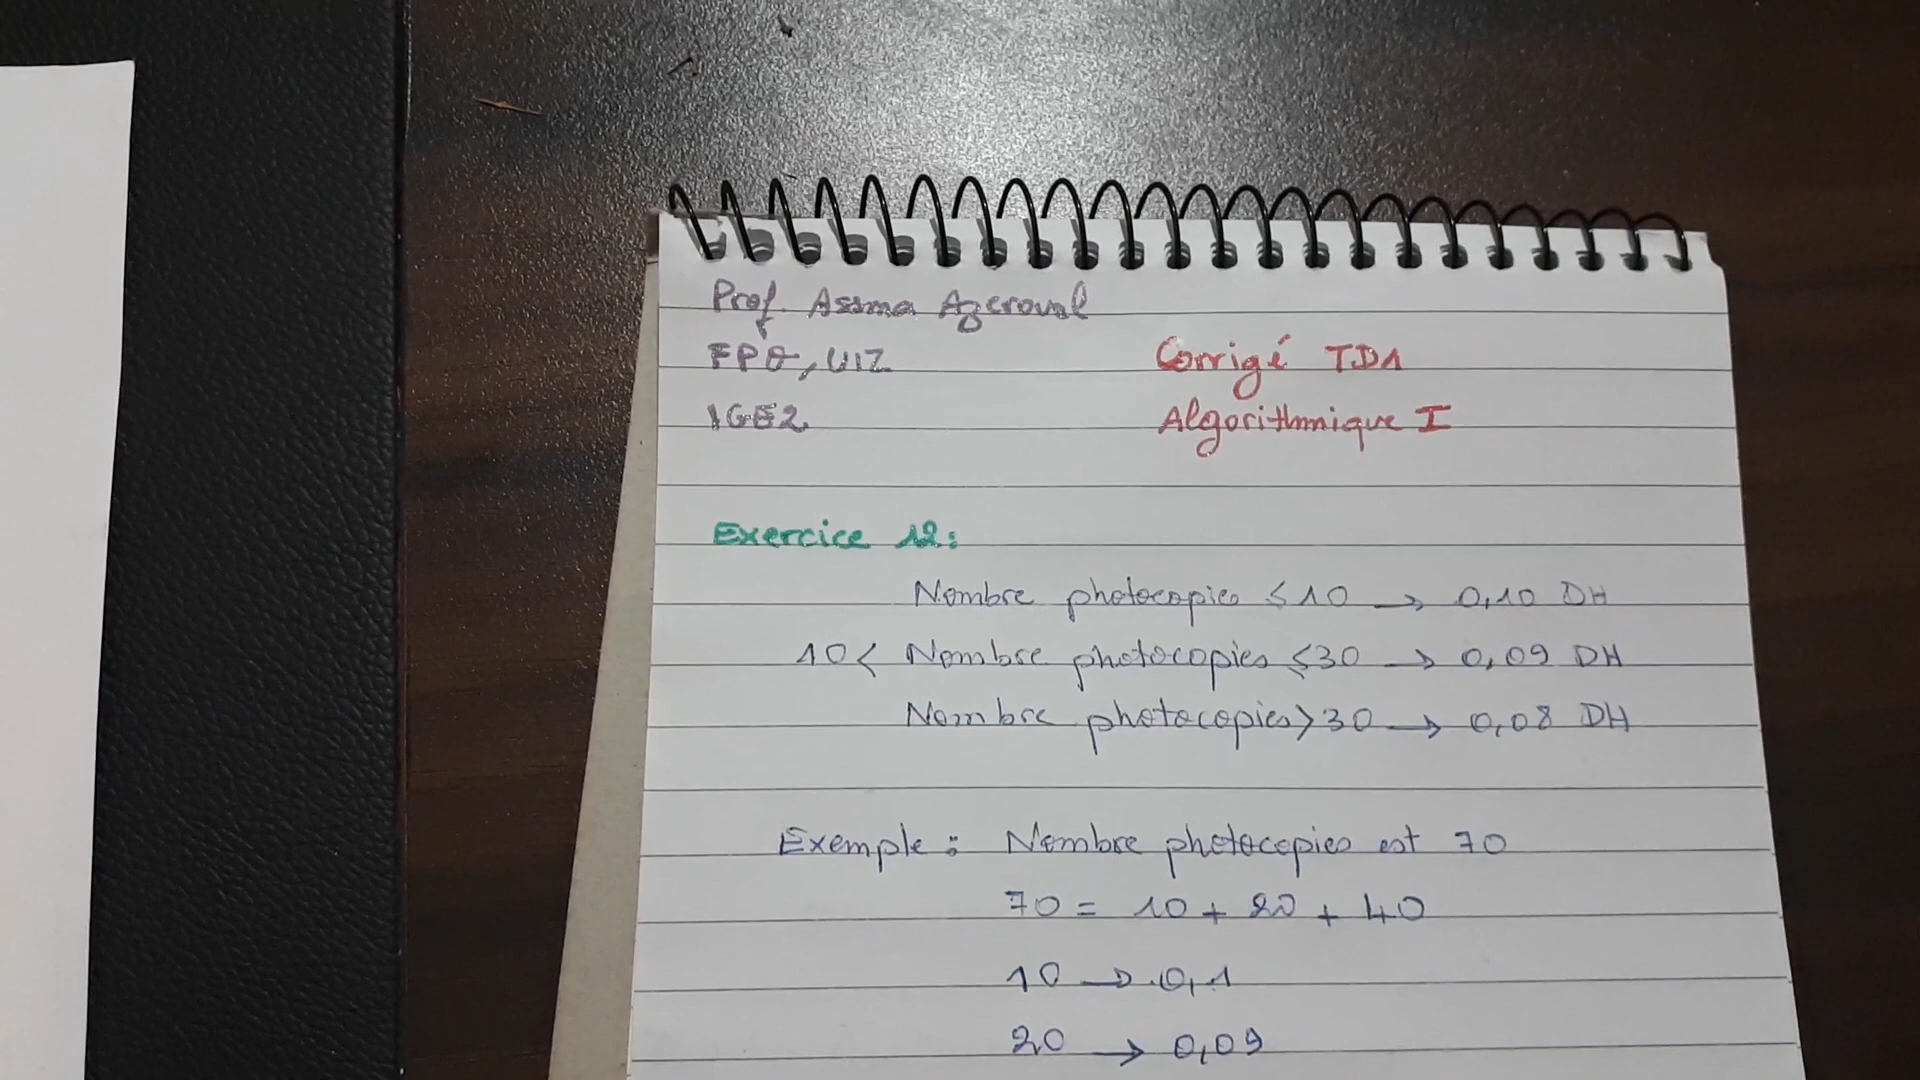 Prof. Assma Azeroual
FPO, UIZ
Corrigé TD1
IGE2
Algorithmique I
Exercice 12:
Nombre photocopies ≤ 10 → 0,10 DH
10 < Nombre photocopies ≤ 30 → 0,09 DH
Nombre photocopies > 30 → 0,08 DH
Exemple : Nombre photocopies est 70
70 = 10 + 20 + 40
10 → 0,1
20 → 0,09